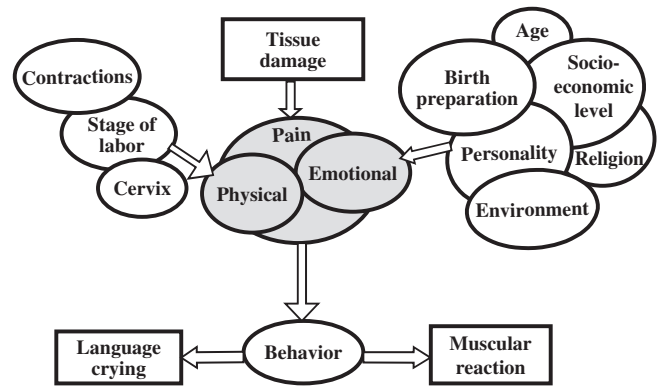 Tissue
damage
Age
Contractions
Birth
preparation
Socio-
economic
level
Stage of
labor
Pain
Emotional
Personality
Religion
Cervix
Physical
Environment
Language
crying
Behavior
Muscular
reaction